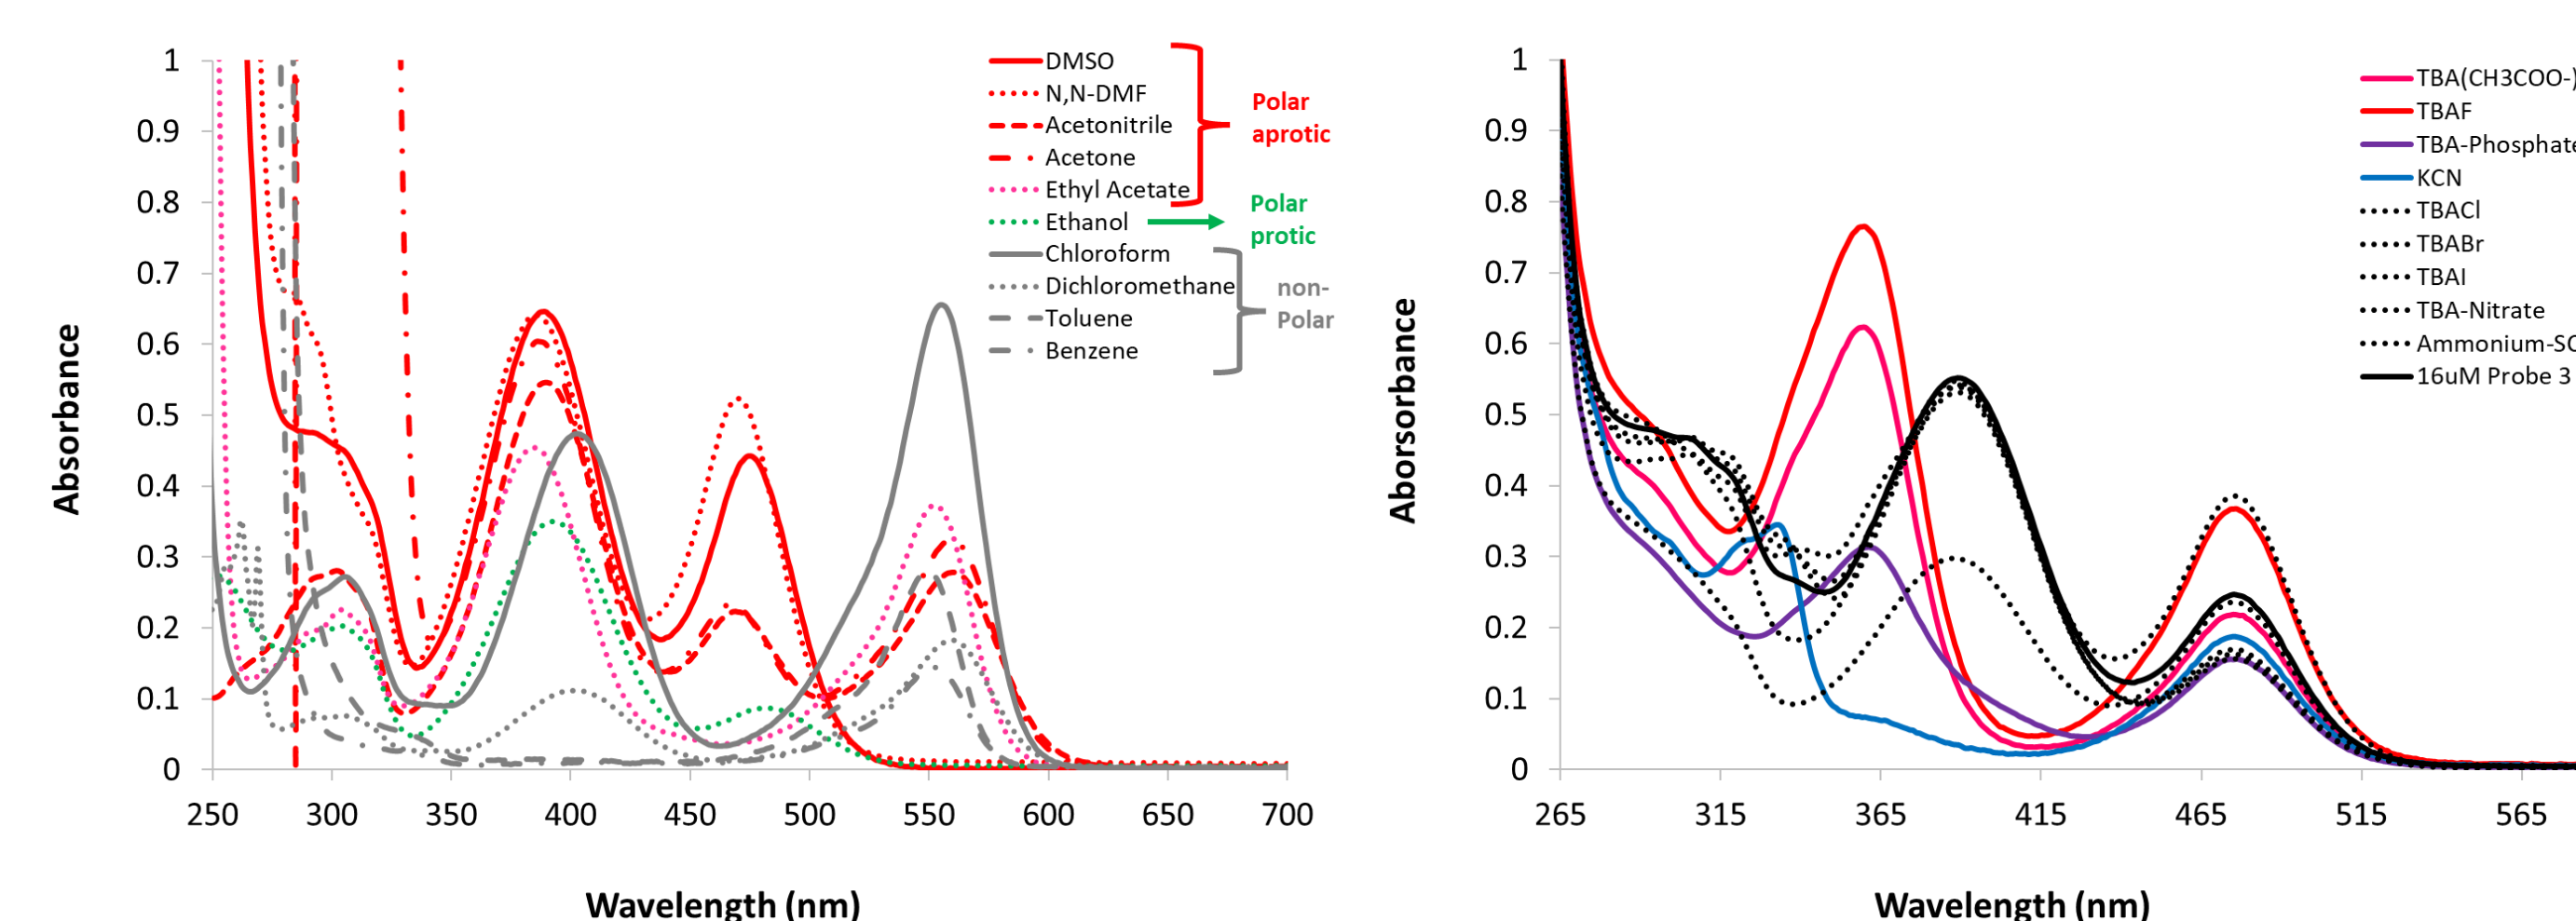 1
0.9
0.8
0.7
0.6
0.5
0.4
0.3
0.2
0.1
0
Absorbance
250 300 350 400 450 500 550 600 650 700
Wavelength (nm)
DMSO
N,N-DMF
Acetonitrile
Acetone
Ethyl Acetate
Ethanol
Chloroform
Dichloromethane
Toluene
Benzene
Polar
aprotic
Polar
protic
non-
Polar
1
0.9
0.8
0.7
0.6
0.5
0.4
0.3
0.2
0.1
0
Aborsorbance
265 315 365 415 465 515 565
Wavelength (nm)
TBA(CH3COO-)
TBAF
TBA-Phosphate
KCN
TBACl
TBABr
TBAI
TBA-Nitrate
Ammonium-SO
16uM Probe 3